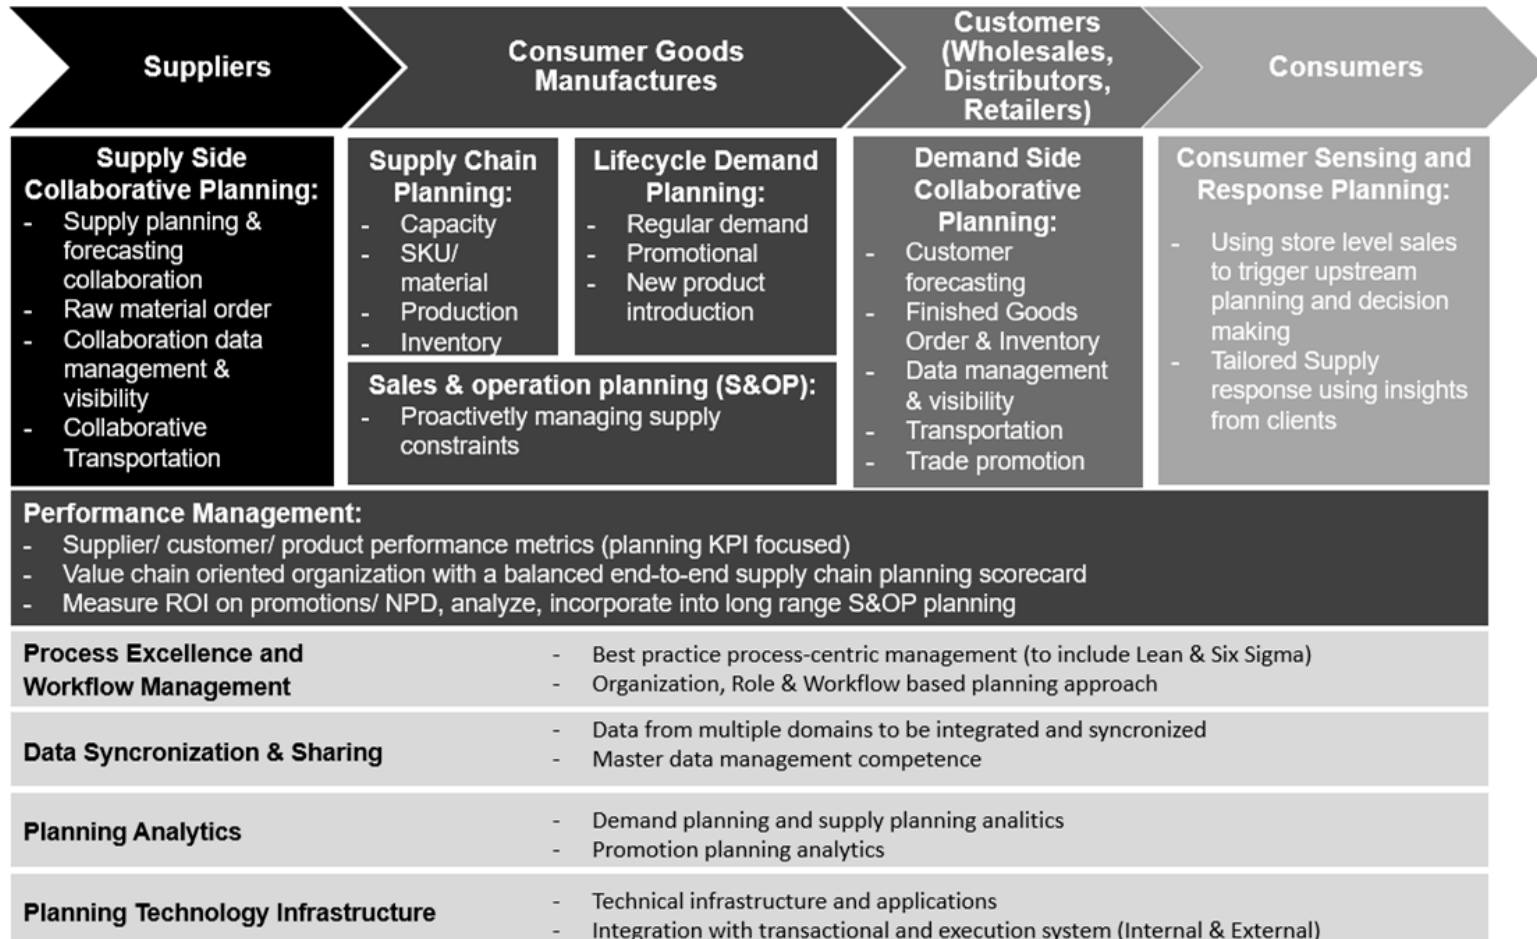 Suppliers
Consumer Goods
Manufactures
Customers
(Wholesales,
Distributors,
Retailers)
Consumers
Supply Side
Collaborative Planning:
- Supply planning &
forecasting
collaboration
- Raw material order
- Collaboration data
management &
visibility
- Collaborative
Transportation
Supply Chain
Planning:
- Capacity
- SKU/
material
- Production
- Inventory
Lifecycle Demand
Planning:
- Regular demand
- Promotional
- New product
introduction
Sales & operation planning (S&OP):
- Proactivetly managing supply
constraints
Demand Side
Collaborative
Planning:
- Customer
forecasting
- Finished Goods
Order & Inventory
- Data management
& visibility
- Transportation
- Trade promotion
Consumer Sensing and
Response Planning:
- Using store level sales
to trigger upstream
planning and decision
making
- Tailored Supply
response using insights
from clients
Performance Management:
- Supplier/ customer/ product performance metrics (planning KPI focused)
- Value chain oriented organization with a balanced end-to-end supply chain planning scorecard
- Measure ROI on promotions/ NPD, analyze, incorporate into long range S&OP planning
Process Excellence and
Workflow Management
- Best practice process-centric management (to include Lean & Six Sigma)
- Organization, Role & Workflow based planning approach
Data Syncronization & Sharing
- Data from multiple domains to be integrated and syncronized
- Master data management competence
Planning Analytics
- Demand planning and supply planning analitics
- Promotion planning analytics
Planning Technology Infrastructure
- Technical infrastructure and applications
- Integration with transactional and execution system (Internal & External)